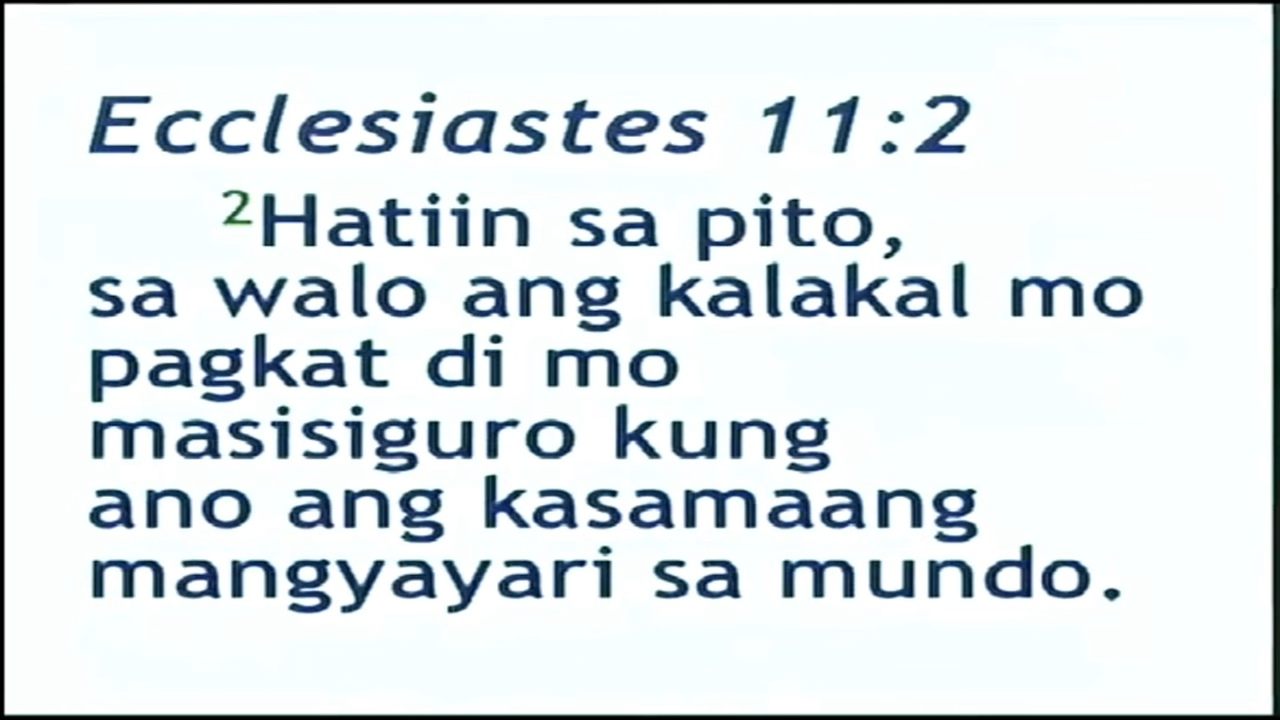 Ecclesiastes 11:2
²Hatiin sa pito,
sa walo ang kalakal mo
pagkat di mo
masisiguro kung
ano ang kasamaang
mangyayari sa mundo.